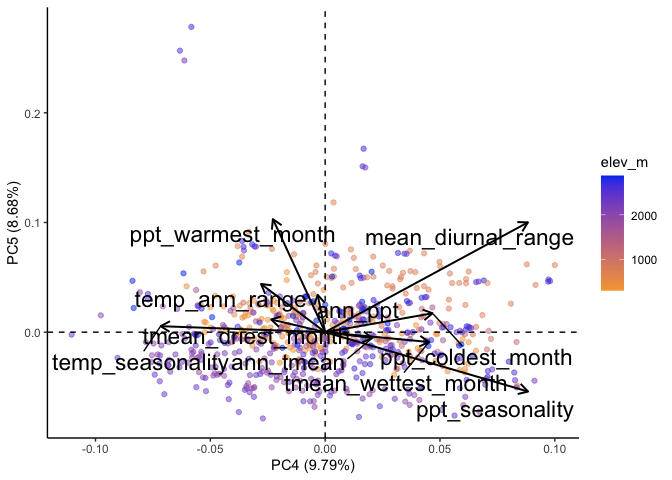 elev_m
2000
1000
0.2
0.1
0.0
PC5 (8.68%)
ppt_warmest_month
mean_diurnal_range
temp_ann_range
ann_ppt
tmean_driest_month
ppt_coldest_month
temp_seasonality
ann_tmean
tmean_wettest_month
ppt_seasonality
-0.10
-0.05
0.00
0.05
0.10
PC4 (9.79%)